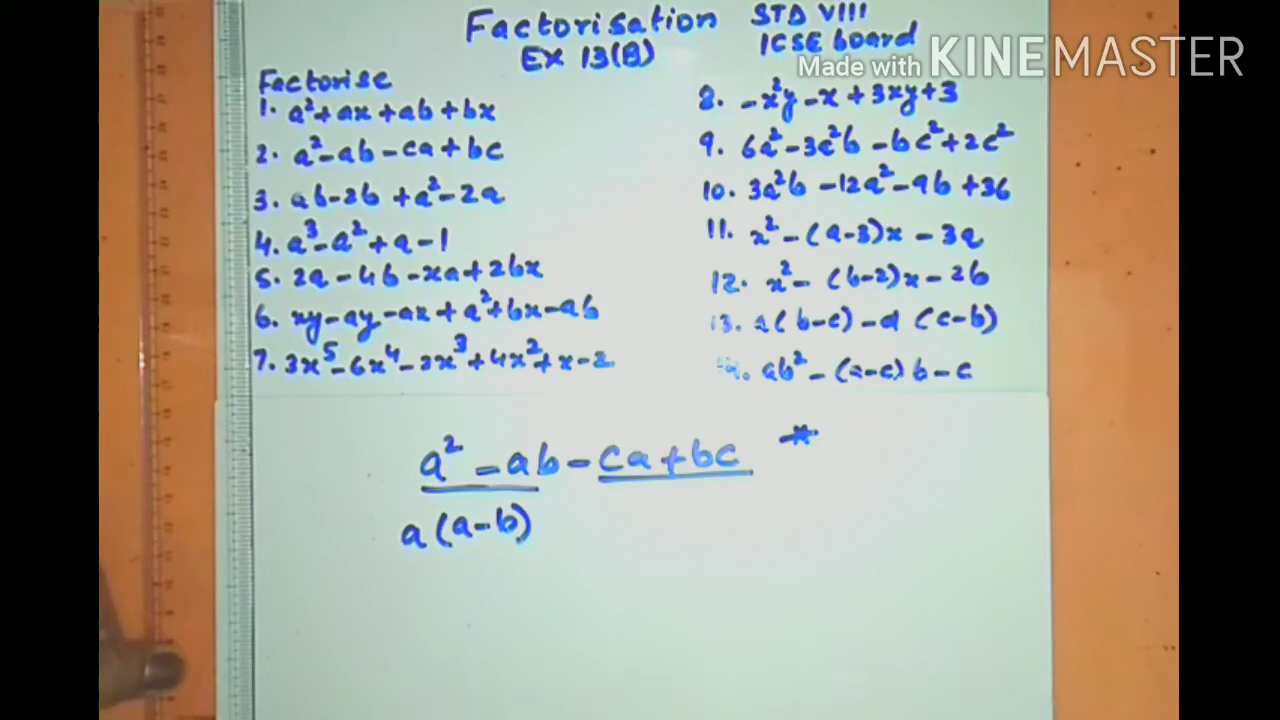 Factorisation STD VIII
EX 13(B) ICSE board
Made with KINEMASTER
Factorise
1. a²+ax+ab+bx
2. a²-ab-ca+bc
3. ab-2b+a²-2a
4. a³-a²+a-1
5. 2a-4b-xa+2bx
6. xy-ay-ax+a²+bx-ab
7. 3x⁵-6x⁴-2x³+4x²+x-2
8. -x²y-x+3xy+3
9. 6a²-3a²b-bc²+2c²
10. 3a²b-12a²-9b+36
11. x²-(a-3)x-3a
12. x²-(b-2)x-2b
13. a(b-c)-d(c-b)
14. ab²-(a-c)b-c
a²-ab-ca+bc *
a(a-b)